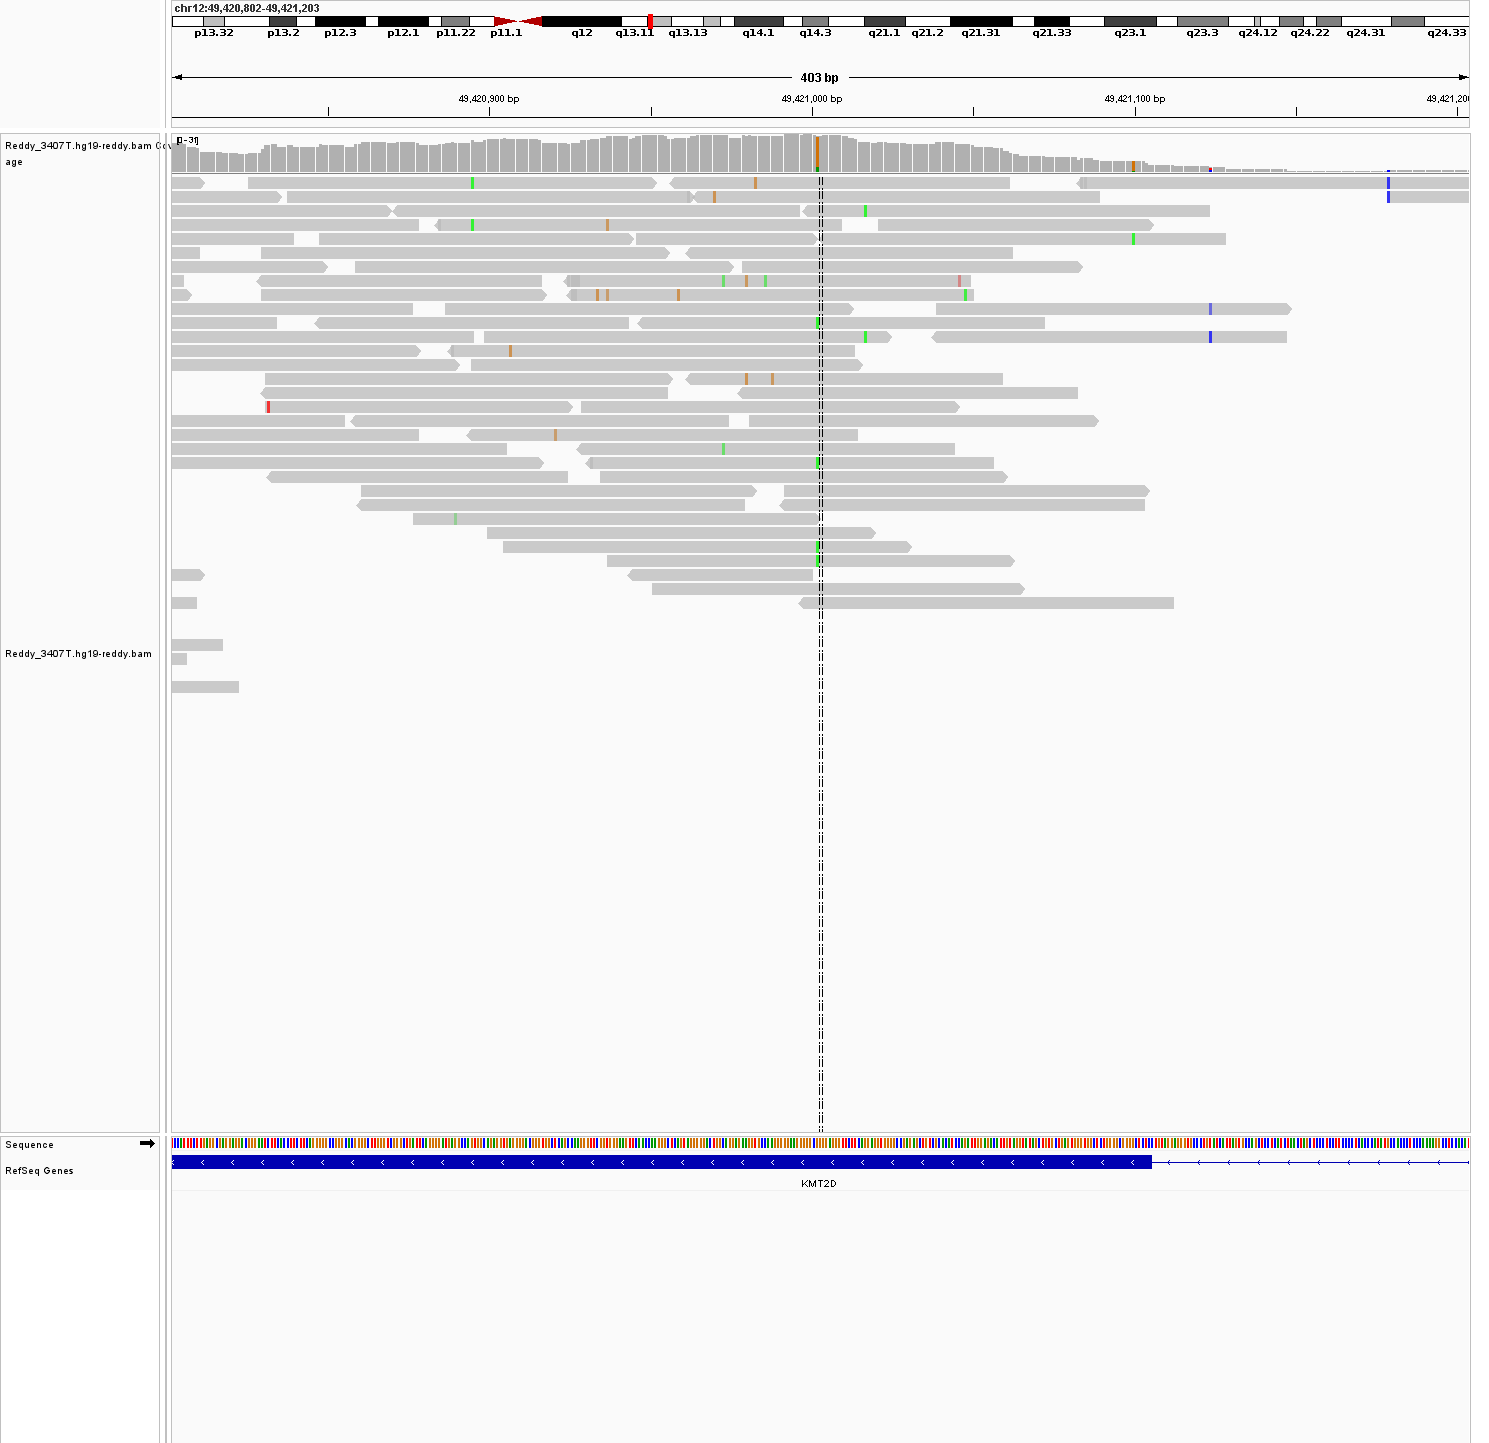 chr12:49,420,802-49,421,203
p13.32 p13.2 p12.3 p12.1 p11.22 p11.1 q12 q13.11 q13.13 q14.1 q14.3 q21.1 q21.2 q21.31 q21.33 q23.1 q23.3 q24.12 q24.22 q24.31 q24.33
403 bp
49,420,900 bp 49,421,000 bp 49,421,100 bp 49,421,20
Reddy_3407T.hg19-reddy.bam Cov
age
[0-31]
Reddy_3407T.hg19-reddy.bam
Sequence
RefSeq Genes
KMT2D